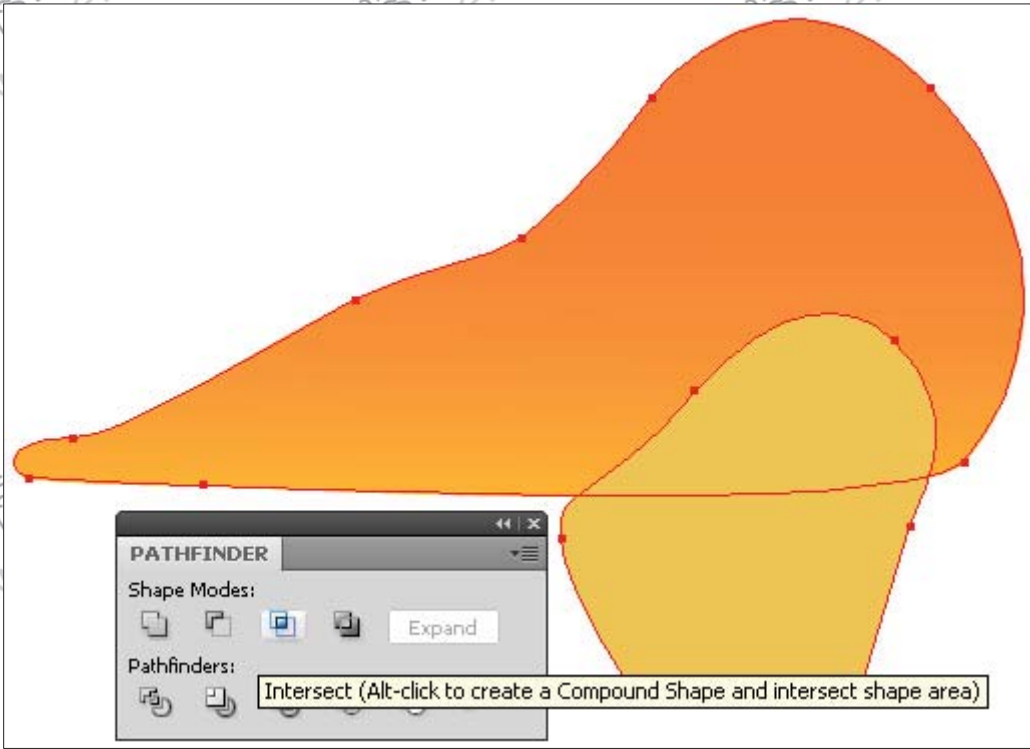 PATHFINDER
Shape Modes:
Expand
Pathfinders:
Intersect (Alt-click to create a Compound Shape and intersect shape area)